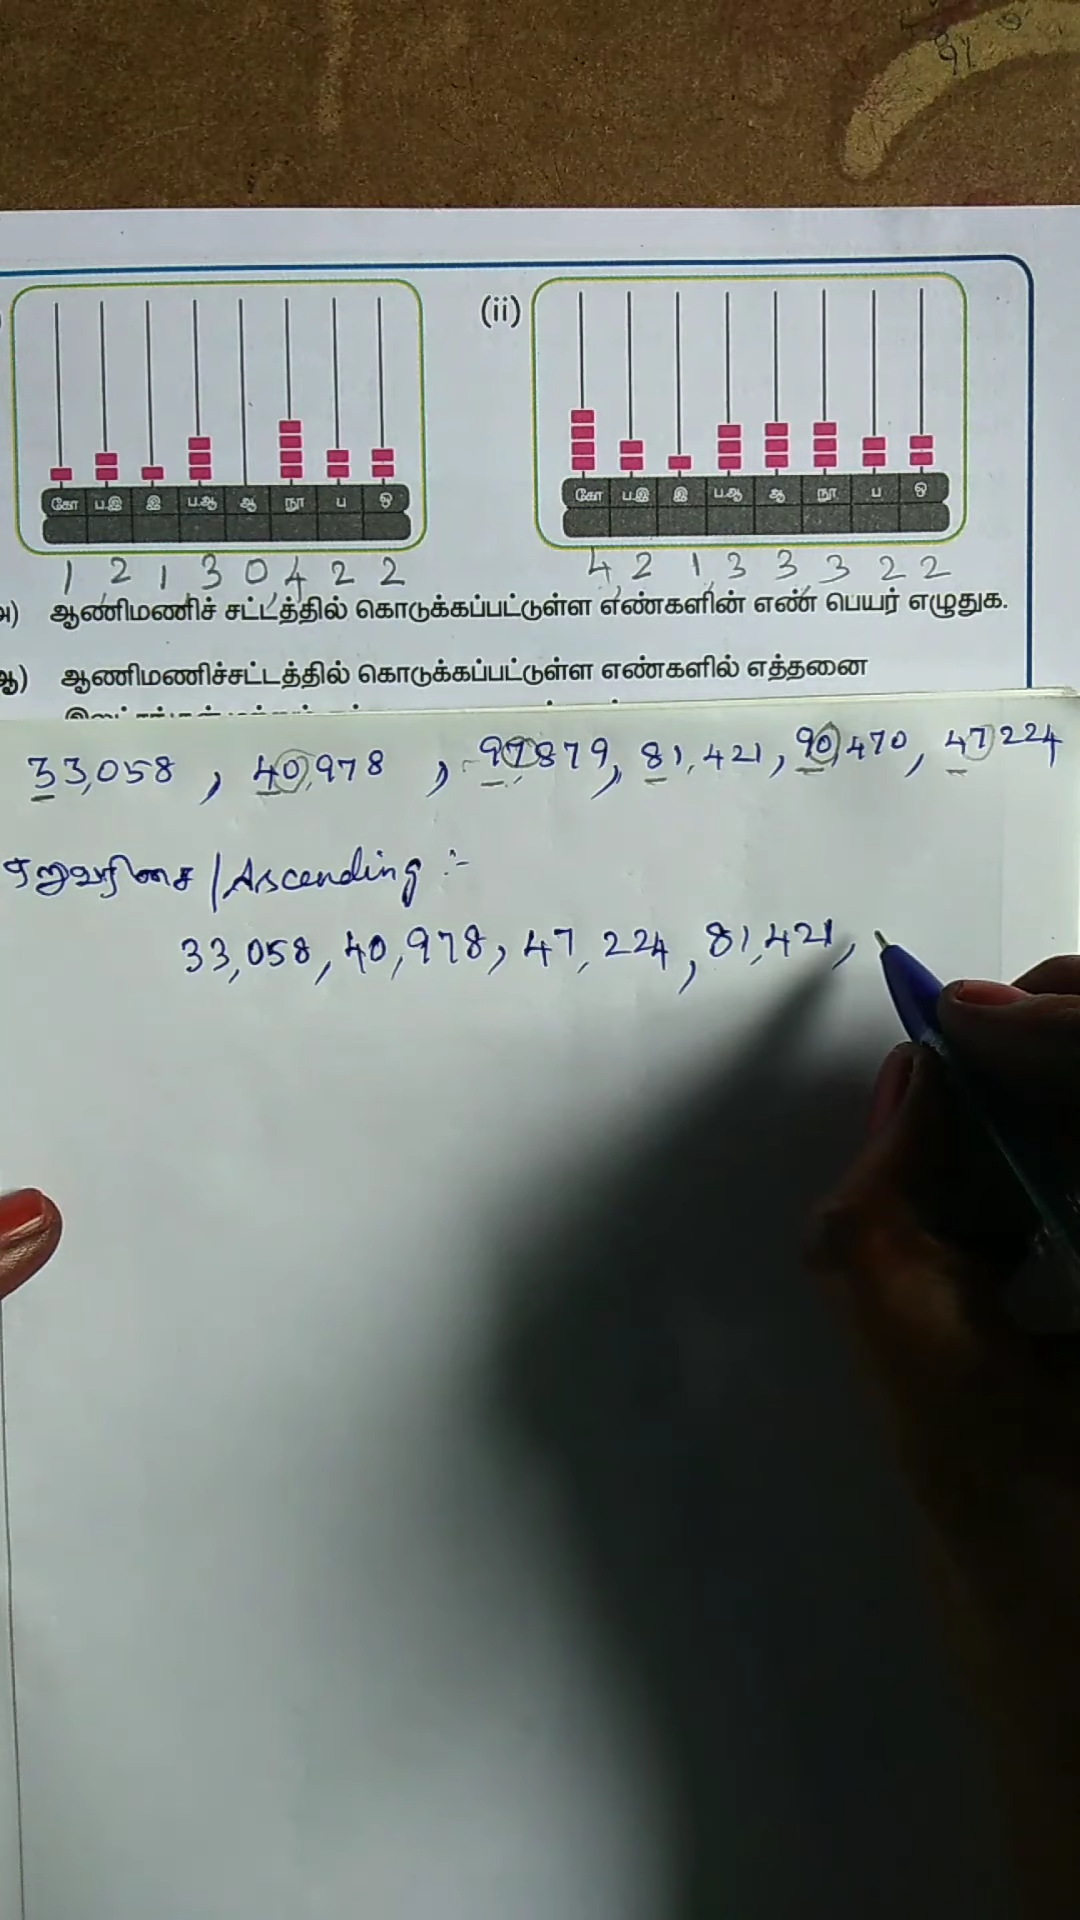 (ii)
கோ ப.இ இ ப.ஆ ஆ நூ ப ஒ
கோ ப.இ இ ப.ஆ ஆ நூ ப ஒ
1 2 1 3 0 4 2 2
4,2 1,3 3,3 2 2
ஆணிமணிச் சட்டத்தில் கொடுக்கப்பட்டுள்ள எண்களின் எண் பெயர் எழுதுக.
ஆ) ஆணிமணிச்சட்டத்தில் கொடுக்கப்பட்டுள்ள எண்களில் எத்தனை
33,058 , 40,978 , 97,879, 81,421, 90,470, 47224
ஏறுவரிசை / Ascending :-
33,058, 40,978, 47,224, 81,421,